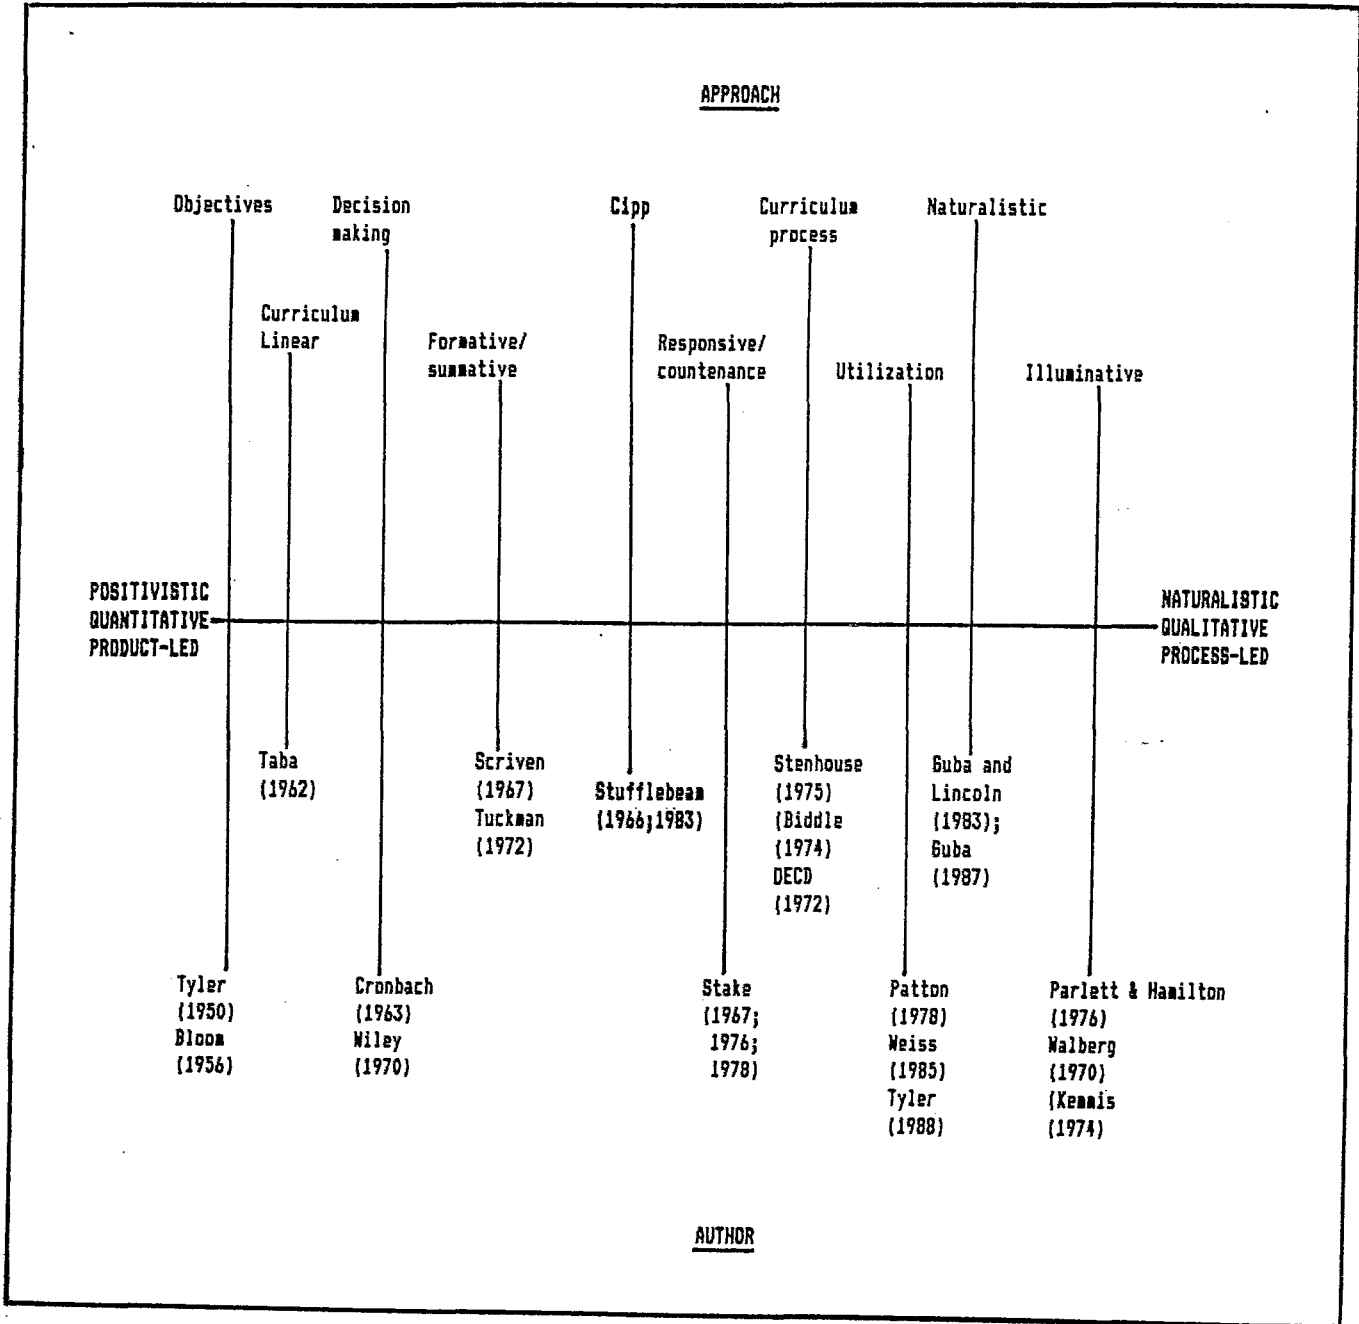 APPROACH
Objectives
Decision
making
Cipp
Curriculum
process
Naturalistic
Curriculum
Linear
Formative/
summative
Responsive/
countenance
Utilization
Illuminative
POSITIVISTIC
QUANTITATIVE
PRODUCT-LED
NATURALISTIC
QUALITATIVE
PROCESS-LED
Taba
(1962)
Scriven
(1967)
Tuckman
(1972)
Stufflebeam
(1966;1983)
Stenhouse
(1975)
(Biddle
(1974)
OECD
(1972)
Guba and
Lincoln
(1983);
Guba
(1987)
Tyler
(1950)
Bloom
(1956)
Cronbach
(1963)
Wiley
(1970)
Stake
(1967;
1976;
1978)
Patton
(1978)
Weiss
(1985)
Tyler
(1988)
Parlett & Hamilton
(1976)
Walberg
(1970)
(Kemmis
(1974)
AUTHOR